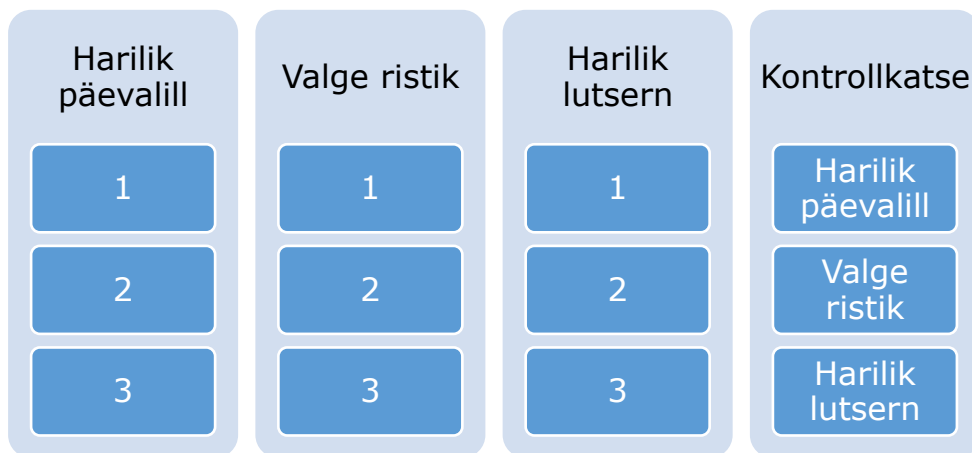 Harilik
päevalill
1
2
3
Valge ristik
1
2
3
Harilik
lutsern
1
2
3
Kontrollkatse
Harilik
päevalill
Valge
ristik
Harilik
lutsern